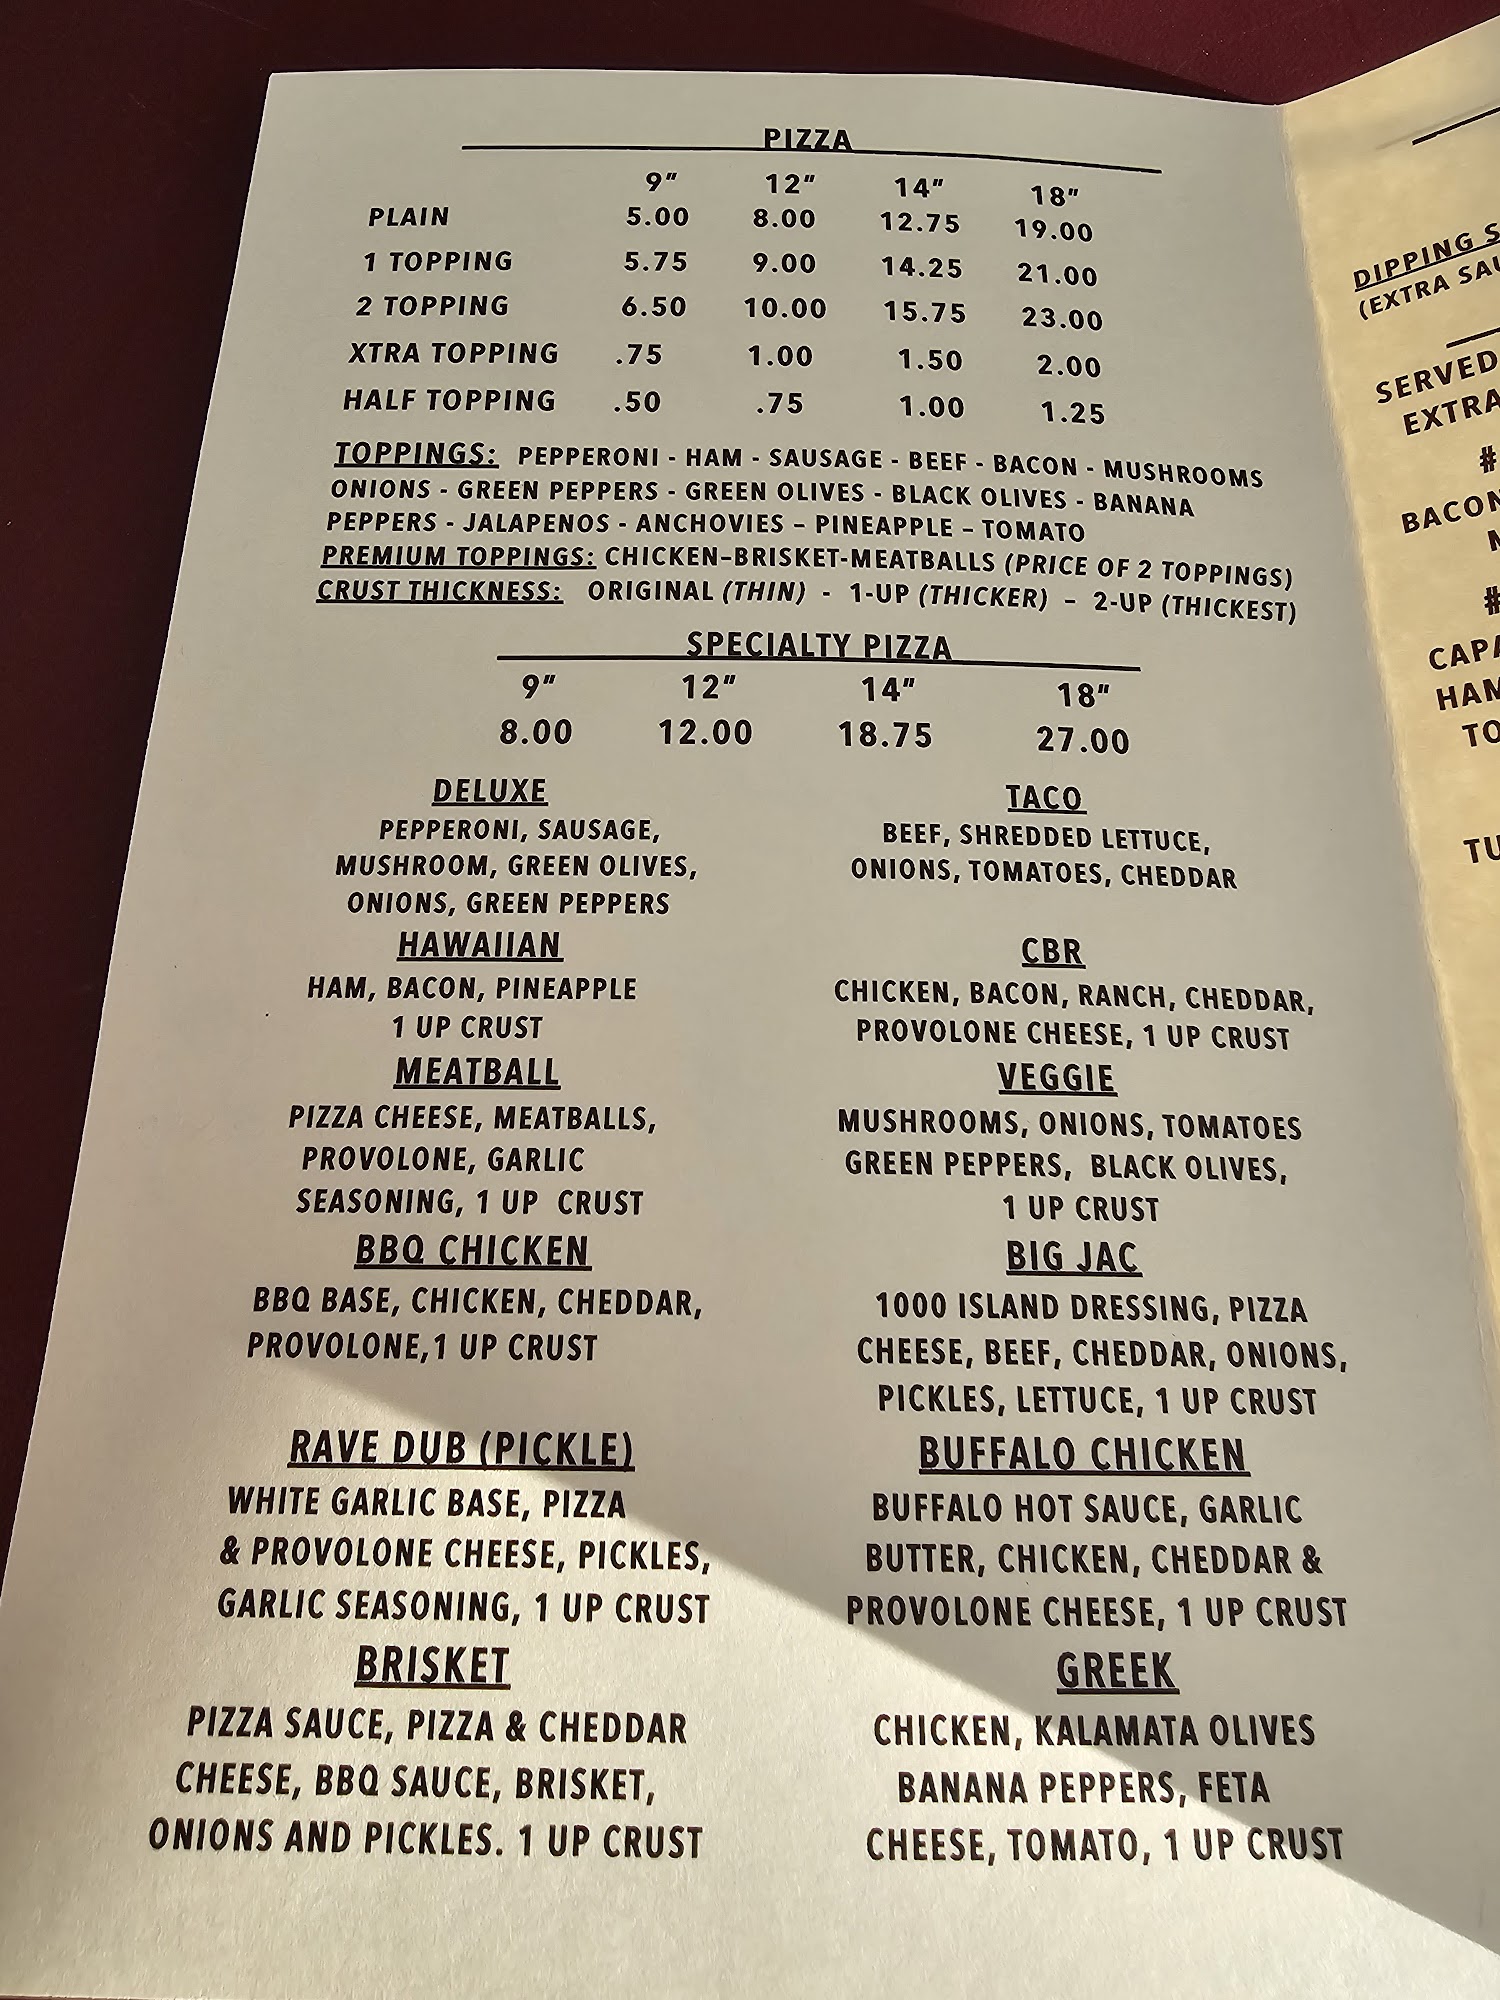 PIZZA
9" 12" 14" 18"
PLAIN 5.00 8.00 12.75 19.00
1 TOPPING 5.75 9.00 14.25 21.00
2 TOPPING 6.50 10.00 15.75 23.00
XTRA TOPPING .75 1.00 1.50 2.00
HALF TOPPING .50 .75 1.00 1.25
TOPPINGS: PEPPERONI - HAM - SAUSAGE - BEEF - BACON - MUSHROOMS
ONIONS - GREEN PEPPERS - GREEN OLIVES - BLACK OLIVES - BANANA
PEPPERS - JALAPENOS - ANCHOVIES – PINEAPPLE – TOMATO
PREMIUM TOPPINGS: CHICKEN–BRISKET-MEATBALLS (PRICE OF 2 TOPPINGS)
CRUST THICKNESS: ORIGINAL (THIN) - 1-UP (THICKER) – 2-UP (THICKEST)
SPECIALTY PIZZA
9" 12" 14" 18"
8.00 12.00 18.75 27.00
DELUXE
PEPPERONI, SAUSAGE,
MUSHROOM, GREEN OLIVES,
ONIONS, GREEN PEPPERS
HAWAIIAN
HAM, BACON, PINEAPPLE
1 UP CRUST
MEATBALL
PIZZA CHEESE, MEATBALLS,
PROVOLONE, GARLIC
SEASONING, 1 UP CRUST
BBQ CHICKEN
BBQ BASE, CHICKEN, CHEDDAR,
PROVOLONE,1 UP CRUST
RAVE DUB (PICKLE)
WHITE GARLIC BASE, PIZZA
& PROVOLONE CHEESE, PICKLES,
GARLIC SEASONING, 1 UP CRUST
BRISKET
PIZZA SAUCE, PIZZA & CHEDDAR
CHEESE, BBQ SAUCE, BRISKET,
ONIONS AND PICKLES. 1 UP CRUST
TACO
BEEF, SHREDDED LETTUCE,
ONIONS, TOMATOES, CHEDDAR
CBR
CHICKEN, BACON, RANCH, CHEDDAR,
PROVOLONE CHEESE, 1 UP CRUST
VEGGIE
MUSHROOMS, ONIONS, TOMATOES
GREEN PEPPERS, BLACK OLIVES,
1 UP CRUST
BIG JAC
1000 ISLAND DRESSING, PIZZA
CHEESE, BEEF, CHEDDAR, ONIONS,
PICKLES, LETTUCE, 1 UP CRUST
BUFFALO CHICKEN
BUFFALO HOT SAUCE, GARLIC
BUTTER, CHICKEN, CHEDDAR &
PROVOLONE CHEESE, 1 UP CRUST
GREEK
CHICKEN, KALAMATA OLIVES
BANANA PEPPERS, FETA
CHEESE, TOMATO, 1 UP CRUST
DIPPING
(EXTRA
SERVED
EXTRA
#
BACON
#